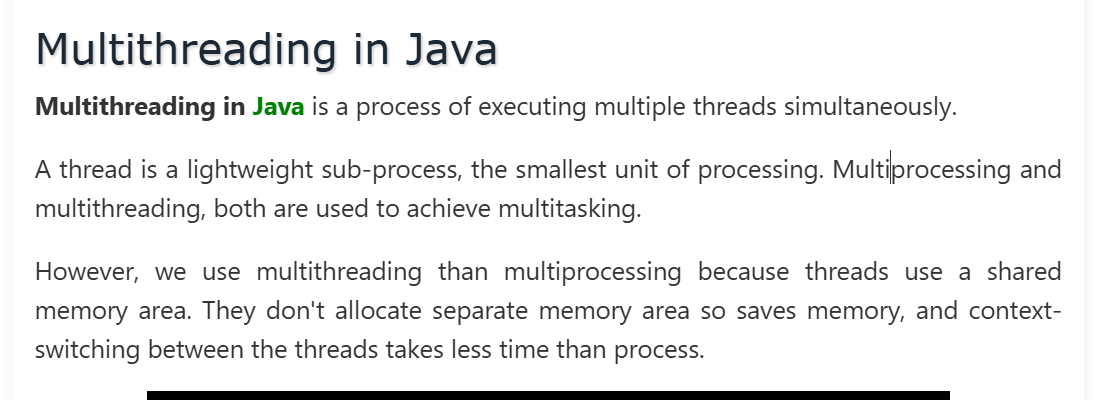 Multithreading in Java
Multithreading in Java is a process of executing multiple threads simultaneously.
A thread is a lightweight sub-process, the smallest unit of processing. Multiprocessing and
multithreading, both are used to achieve multitasking.
However, we use multithreading than multiprocessing because threads use a shared
memory area. They don't allocate separate memory area so saves memory, and context-
switching between the threads takes less time than process.